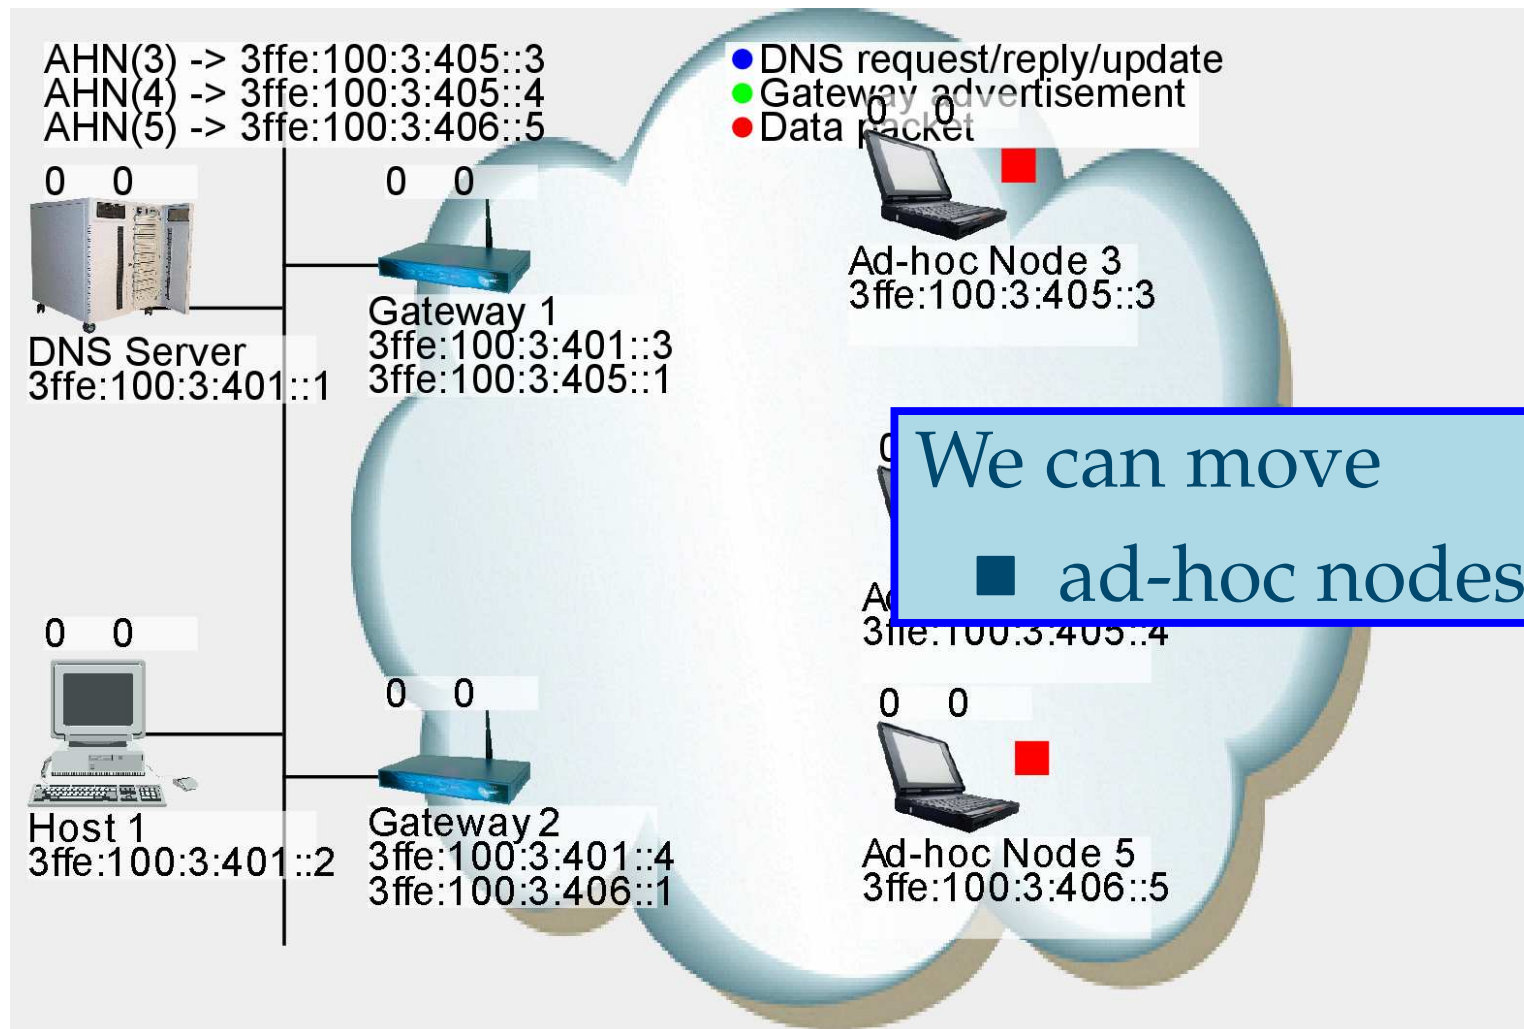 AHN(3) -> 3ffe:100:3:405::3
AHN(4) -> 3ffe:100:3:405::4
AHN(5) -> 3ffe:100:3:406::5
DNS request/reply/update
Gateway advertisement
Data packet
0 0
0 0
0 0
DNS Server
3ffe:100:3:401::1
Gateway 1
3ffe:100:3:401::3
3ffe:100:3:405::1
Ad-hoc Node 3
3ffe:100:3:405::3
We can move
■ ad-hoc nodes
3ffe:100:3:405::4
0 0
Host 1
3ffe:100:3:401::2
0 0
Gateway 2
3ffe:100:3:401::4
3ffe:100:3:406::1
0 0
Ad-hoc Node 5
3ffe:100:3:406::5